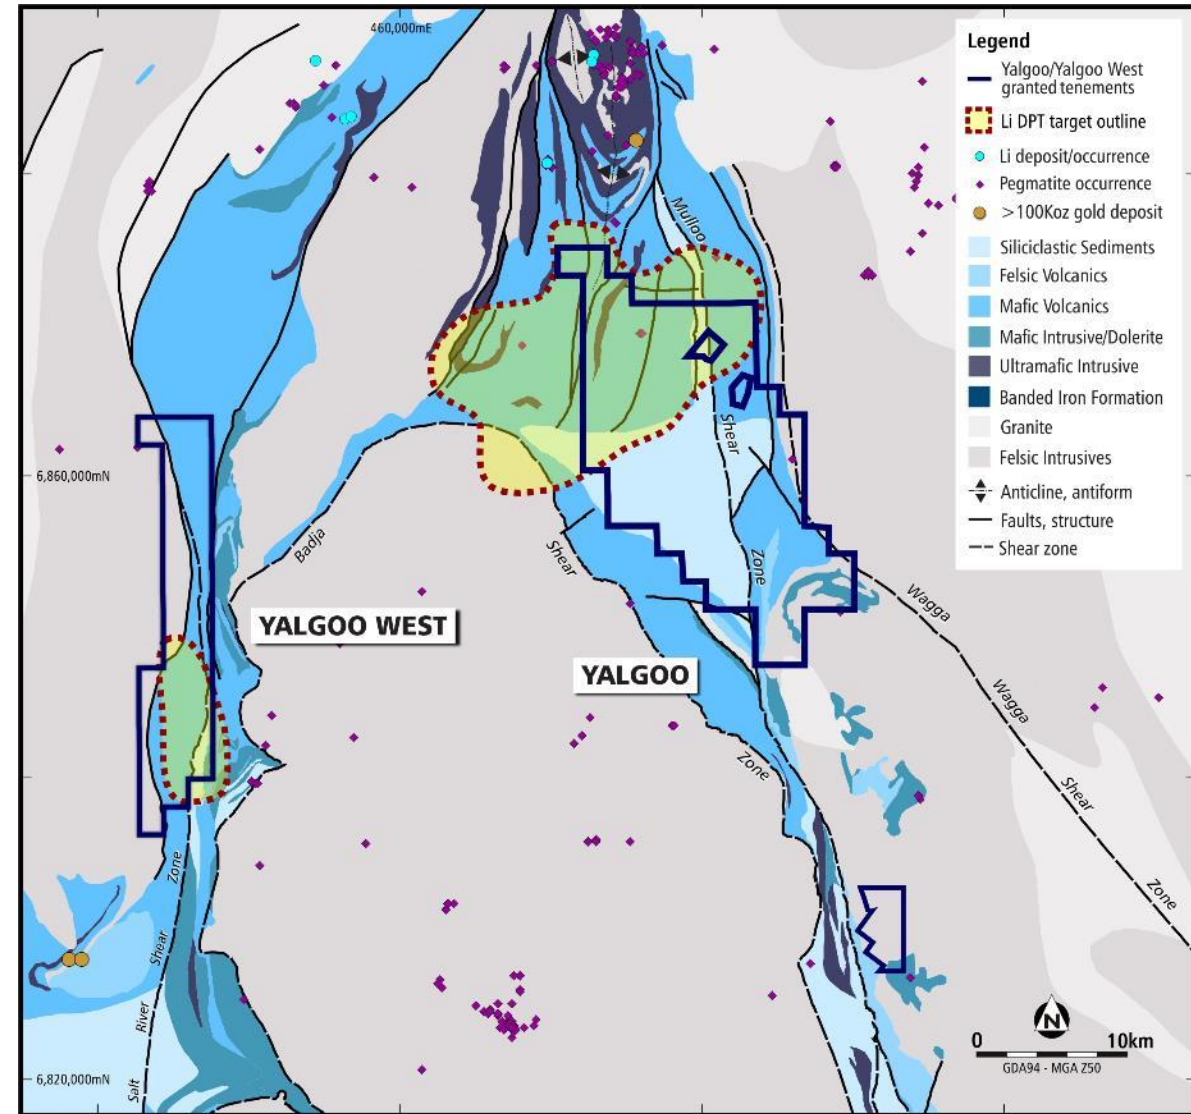 460,000mE
Legend
Yalgoo/Yalgoo West
granted tenements
Li DPT target outline
Li deposit/occurrence
Pegmatite occurrence
>100Koz gold deposit
Siliciclastic Sediments
Felsic Volcanics
Mafic Volcanics
Mafic Intrusive/Dolerite
Ultramafic Intrusive
Banded Iron Formation
Granite
Felsic Intrusives
Anticline, antiform
Faults, structure
Shear zone
Mulloo
Shear
Zone
6,860,000mN
Badja
Shear
Zone
YALGOO WEST
YALGOO
Wagga
Wagga
Shear
Zone
Salt
River
Shear
Zone
6,820,000mN
N
0 10km
GDA94 - MGA Z50